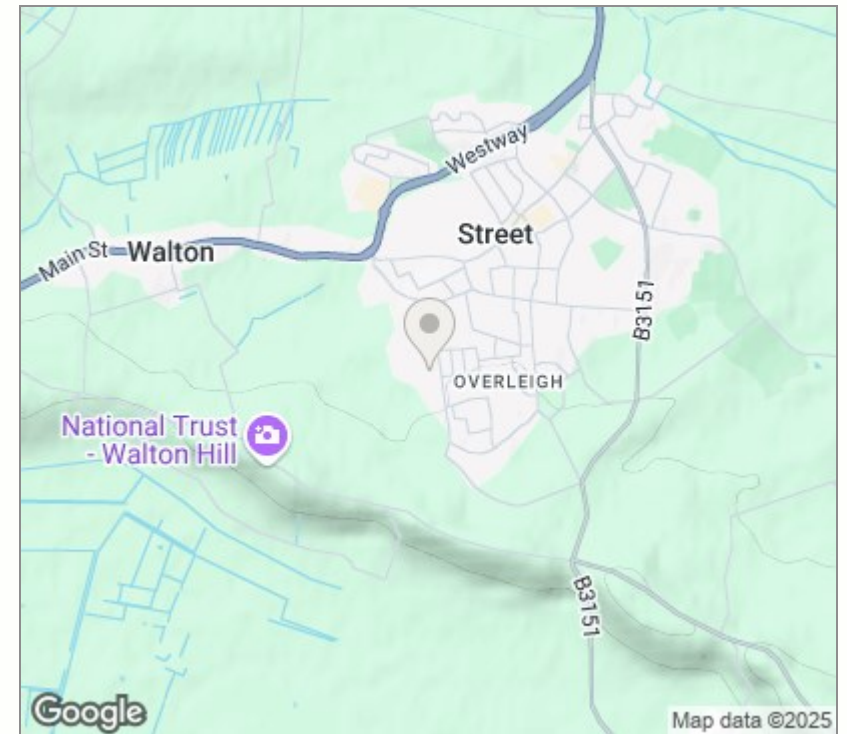 Westway
Street
Main St
Walton
B3151
OVERLEIGH
National Trust
- Walton Hill
B3151
Google
Map data ©2025